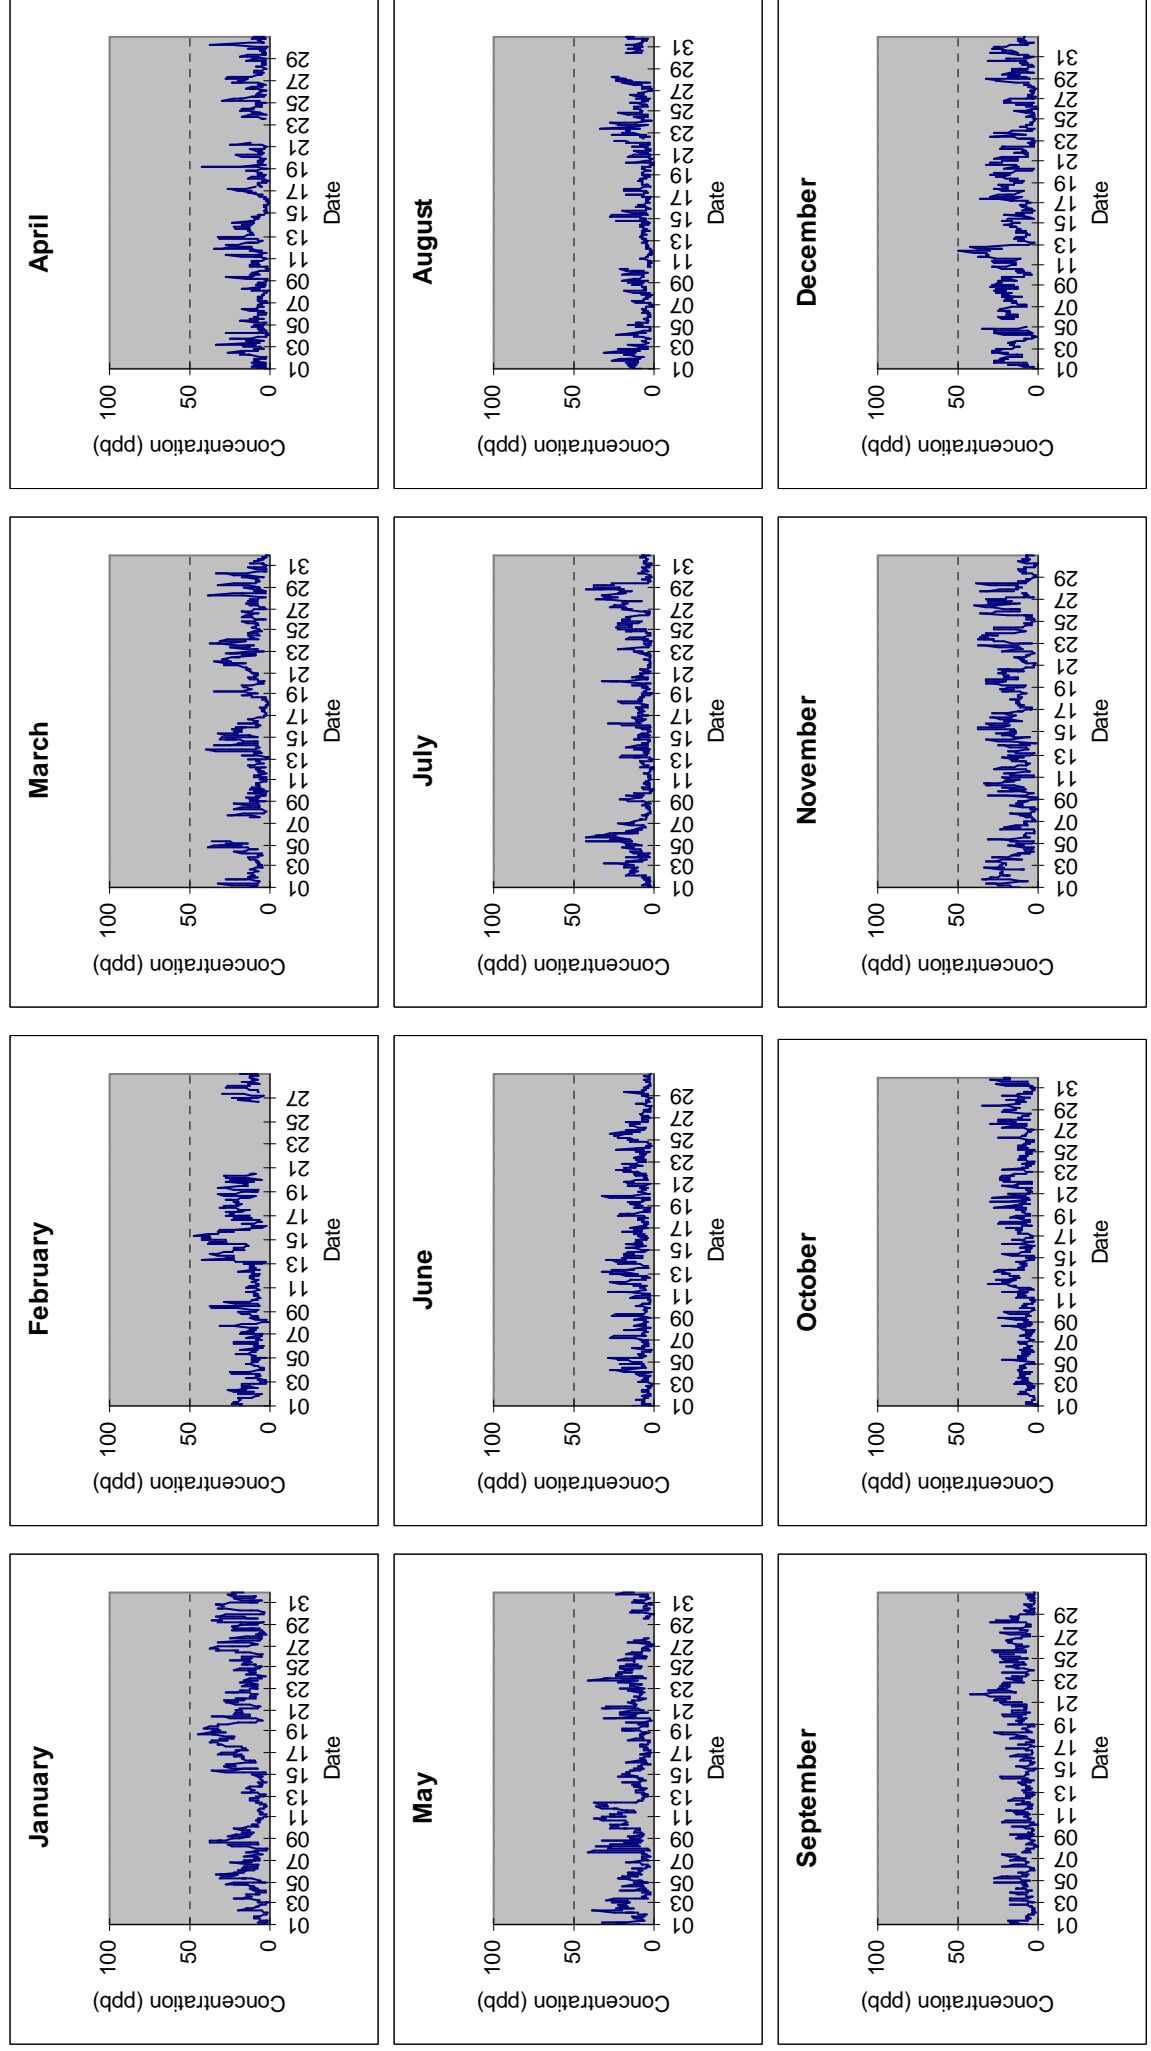 January
Concentration (ppb)
100
50
0
01 03 05 07 09 11 13 15 17 19 21 23 25 27 29 31
Date
February
Concentration (ppb)
100
50
0
01 03 05 07 09 11 13 15 17 19 21 23 25 27
Date
March
Concentration (ppb)
100
50
0
01 03 05 07 09 11 13 15 17 19 21 23 25 27 29 31
Date
April
Concentration (ppb)
100
50
0
01 03 05 07 09 11 13 15 17 19 21 23 25 27 29
Date
May
Concentration (ppb)
100
50
0
01 03 05 07 09 11 13 15 17 19 21 23 25 27 29 31
Date
June
Concentration (ppb)
100
50
0
01 03 05 07 09 11 13 15 17 19 21 23 25 27 29
Date
July
Concentration (ppb)
100
50
0
01 03 05 07 09 11 13 15 17 19 21 23 25 27 29 31
Date
August
Concentration (ppb)
100
50
0
01 03 05 07 09 11 13 15 17 19 21 23 25 27 29 31
Date
September
Concentration (ppb)
100
50
0
01 03 05 07 09 11 13 15 17 19 21 23 25 27 29
Date
October
Concentration (ppb)
100
50
0
01 03 05 07 09 11 13 15 17 19 21 23 25 27 29 31
Date
November
Concentration (ppb)
100
50
0
01 03 05 07 09 11 13 15 17 19 21 23 25 27 29
Date
December
Concentration (ppb)
100
50
0
01 03 05 07 09 11 13 15 17 19 21 23 25 27 29 31
Date